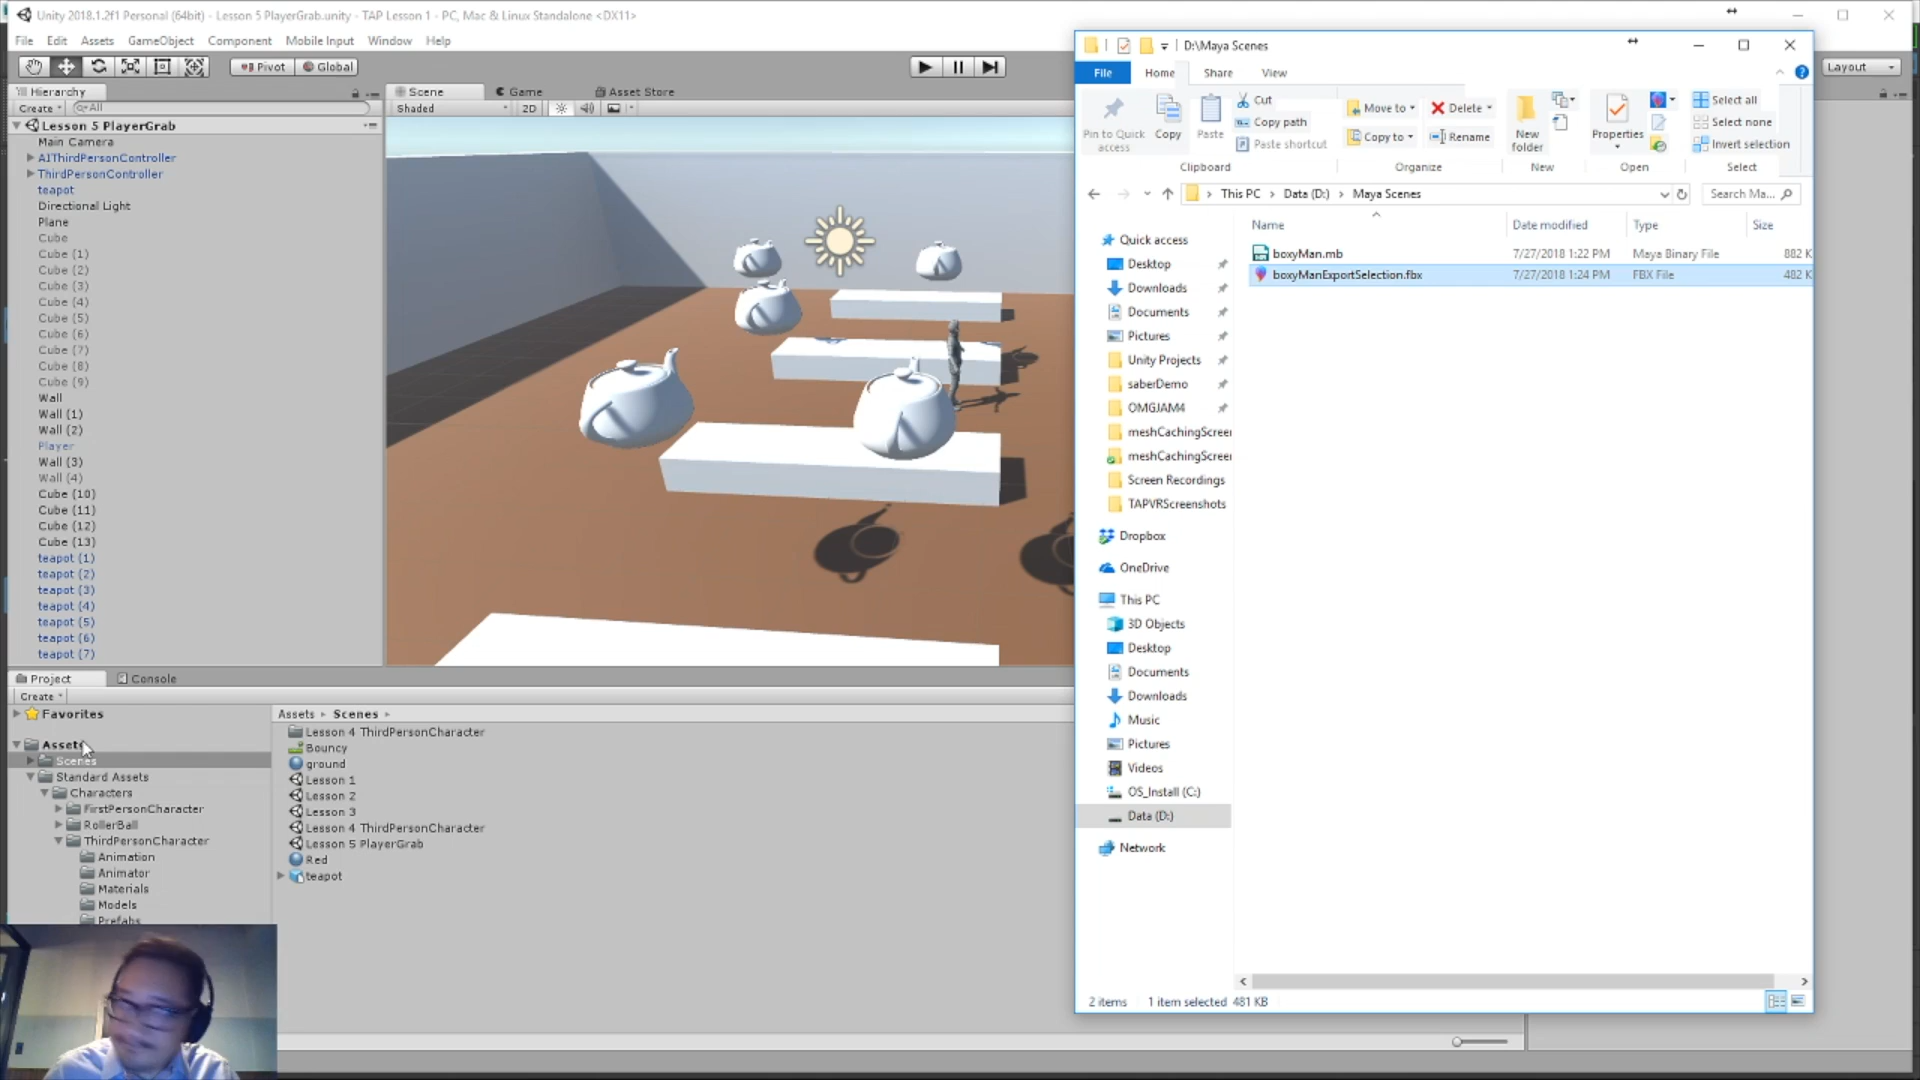 Unity 2018.1.2f1 Personal (64bit) - Lesson 5 PlayerGrab.unity - TAP Lesson 1 - PC, Mac & Linux Standalone <DX11>
File Edit Assets GameObject Component Mobile Input Window Help
Pivot Global
Layout
Hierarchy
Create All
Lesson 5 PlayerGrab
Main Camera
AIThirdPersonController
ThirdPersonController
teapot
Directional Light
Plane
Cube
Cube (1)
Cube (2)
Cube (3)
Cube (4)
Cube (5)
Cube (6)
Cube (7)
Cube (8)
Cube (9)
Wall
Wall (1)
Wall (2)
Player
Wall (3)
Wall (4)
Cube (10)
Cube (11)
Cube (12)
Cube (13)
teapot (1)
teapot (2)
teapot (3)
teapot (4)
teapot (5)
teapot (6)
teapot (7)
Scene Game Asset Store
Shaded 2D
Project Console
Create
Favorites
Assets
Scenes
Standard Assets
Characters
FirstPersonCharacter
RollerBall
ThirdPersonCharacter
Animation
Animator
Materials
Models
Prefabs
Assets Scenes
Lesson 4 ThirdPersonCharacter
Bouncy
ground
Lesson 1
Lesson 2
Lesson 3
Lesson 4 ThirdPersonCharacter
Lesson 5 PlayerGrab
Red
teapot
D:\Maya Scenes
File Home Share View
Pin to Quick access
Copy
Paste
Cut
Copy path
Paste shortcut
Clipboard
Move to
Copy to
Delete
Rename
Organize
New folder
New
Properties
Open
Select all
Select none
Invert selection
Select
This PC > Data (D:) > Maya Scenes
Search Ma...
Name Date modified Type Size
boxyMan.mb 7/27/2018 1:22 PM Maya Binary File 882 K
boxyManExportSelection.fbx 7/27/2018 1:24 PM FBX File 482 K
Quick access
Desktop
Downloads
Documents
Pictures
Unity Projects
saberDemo
OMGJAM4
meshCachingScreen
meshCachingScreen
Screen Recordings
TAPVRScreenshots
Dropbox
OneDrive
This PC
3D Objects
Desktop
Documents
Downloads
Music
Pictures
Videos
OS_Install (C:)
Data (D:)
Network
2 items 1 item selected 481 KB